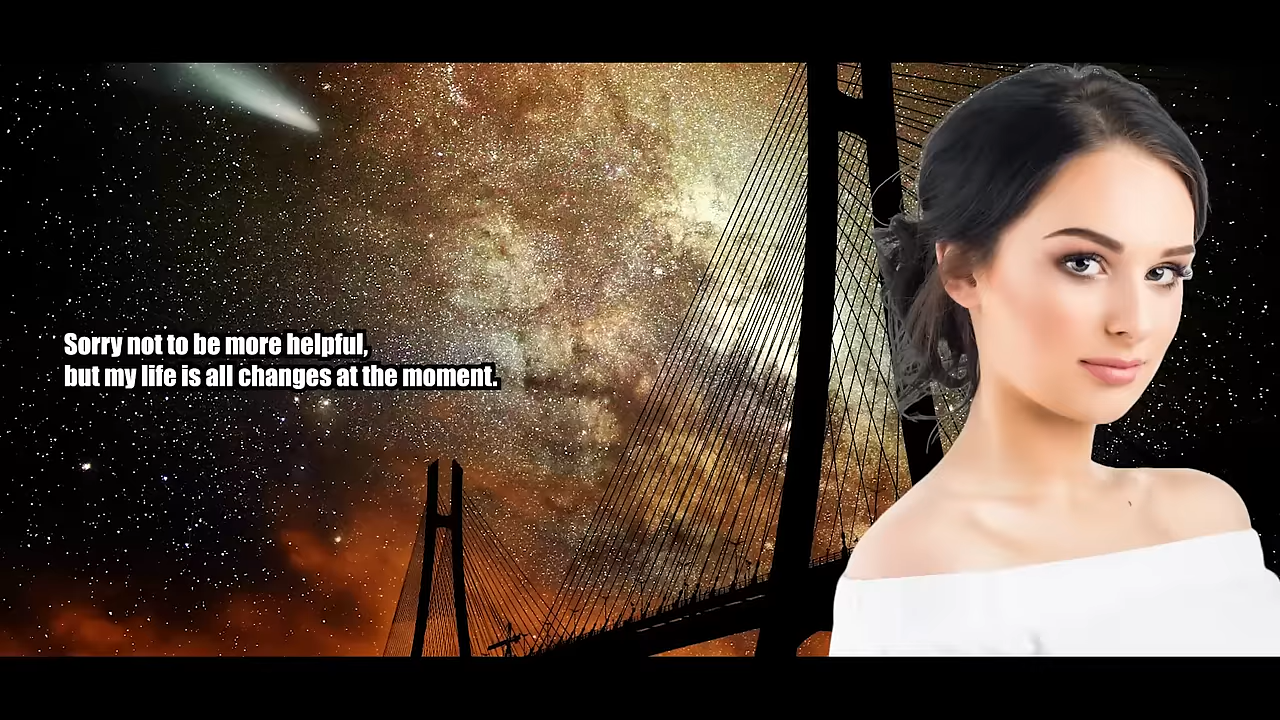 Sorry not to be more helpful,
but my life is all changes at the moment.